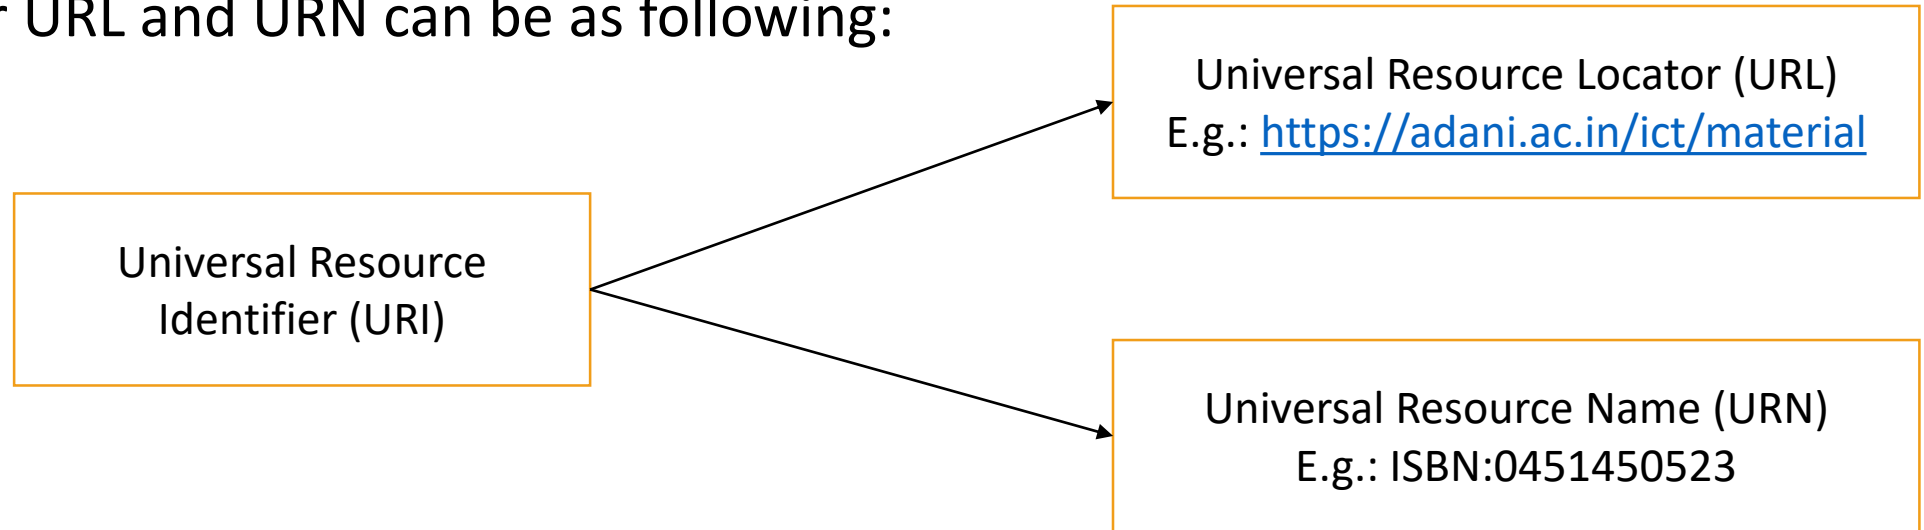 r URL and URN can be as following:
Universal Resource Locator (URL)
E.g.: https://adani.ac.in/ict/material
Universal Resource
Identifier (URI)
Universal Resource Name (URN)
E.g.: ISBN:0451450523